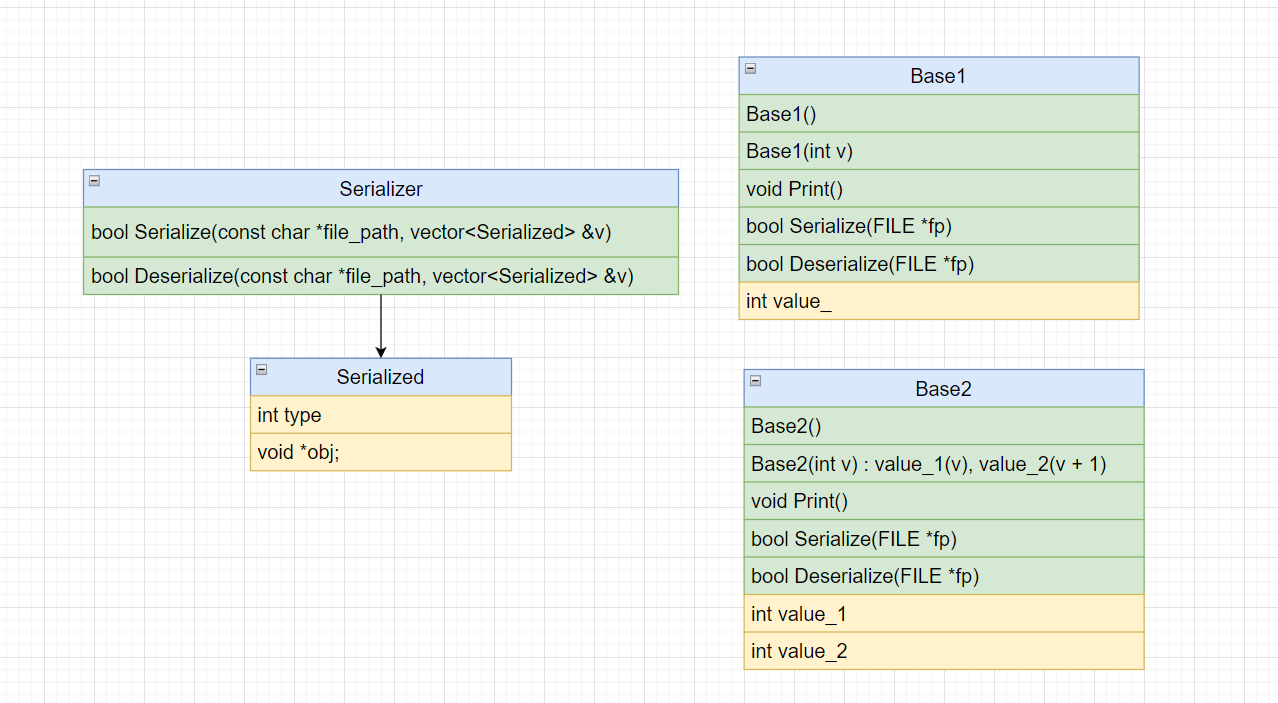 Serializer
bool Serialize(const char *file_path, vector<Serialized> &v)
bool Deserialize(const char *file_path, vector<Serialized> &v)
Serialized
int type
void *obj;
Base1
Base1()
Base1(int v)
void Print()
bool Serialize(FILE *fp)
bool Deserialize(FILE *fp)
int value_
Base2
Base2()
Base2(int v) : value_1(v), value_2(v + 1)
void Print()
bool Serialize(FILE *fp)
bool Deserialize(FILE *fp)
int value_1
int value_2